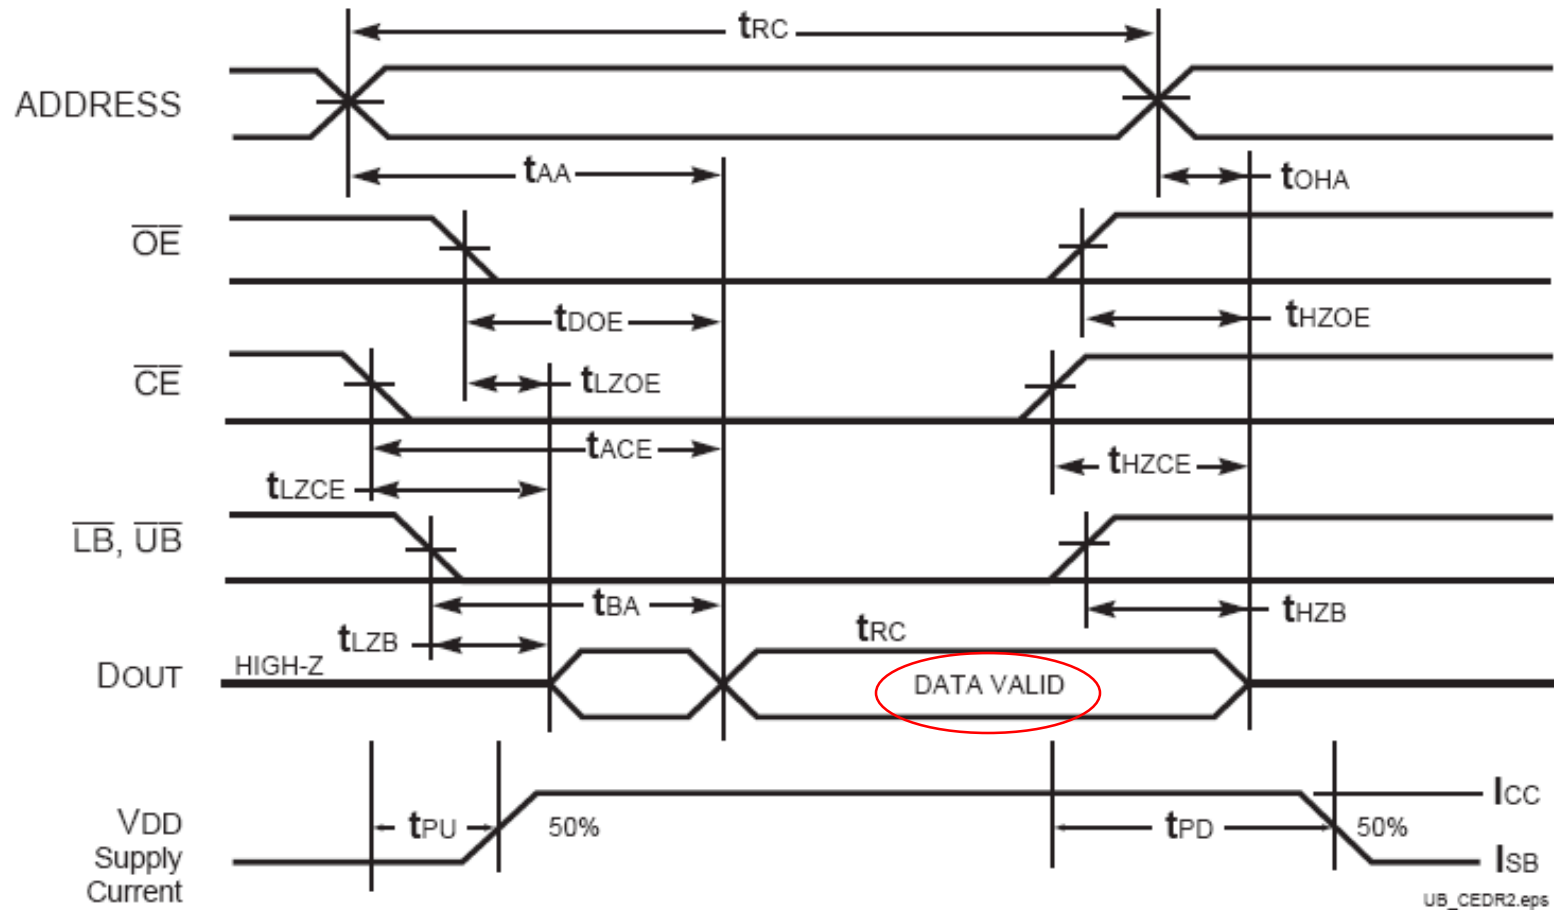 tRC
ADDRESS
tAA
tOHA
OE
tDOE
tHZOE
CE
tLZOE
tACE
tHZCE
tLZCE
LB, UB
tBA
tHZB
tLZB
tRC
DOUT
HIGH-Z
DATA VALID
ICC
VDD
Supply
Current
tPU
50%
tPD
50%
ISB
UB_CEDR2.eps